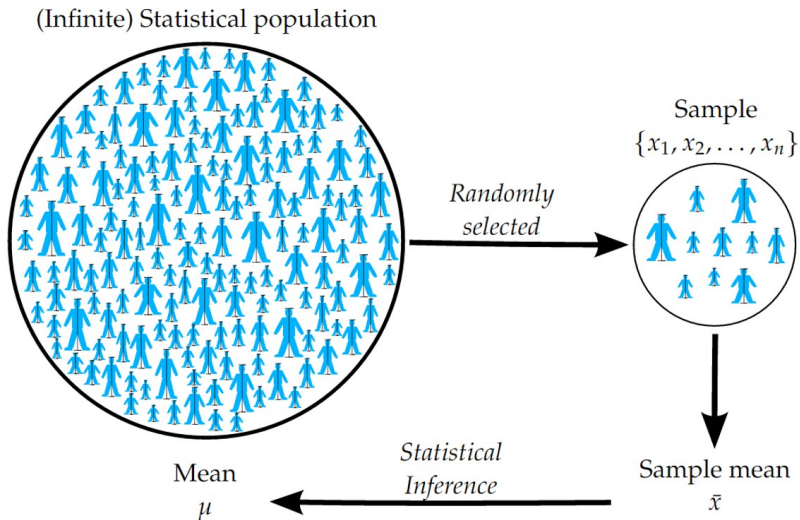 (Infinite) Statistical population
Randomly
selected
Sample
{x₁, x₂, . . . , xₙ}
Sample mean
x̄
Statistical
Inference
Mean
μ